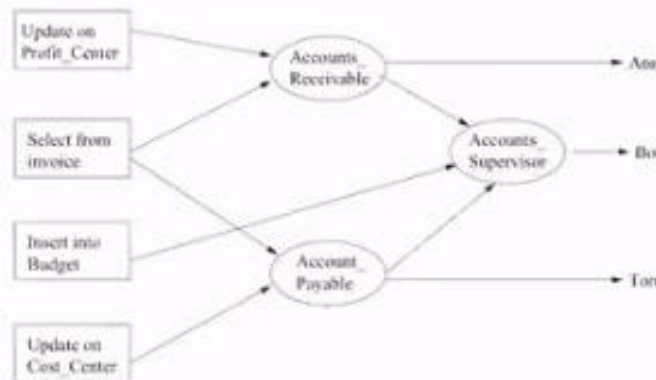 Update on
Profit_Center
Accounts_
Receivable
Select from
invoice
Accounts_
Supervisor
Insert into
Budget
Account_
Payable
Update on
Cost_Center